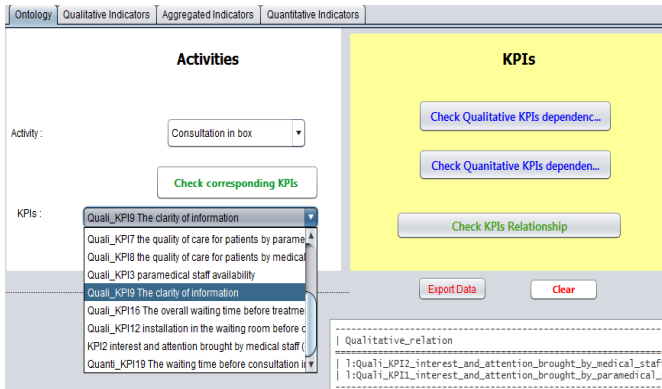 Ontology Qualitative Indicators Aggregated Indicators Quantitative Indicators
Activities
KPIs
Activity : Consultation in box
Check corresponding KPIs
KPIs : Quali_KPI9 The clarity of information
Quali_KPI7 the quality of care for patients by parame
Quali_KPI8 the quality of care for patients by medical
Quali_KPI3 paramedical staff availability
Quali_KPI9 The clarity of information
Quali_KPI16 The overall waiting time before treatme
Quali_KPI12 installation in the waiting room before c
KPI2 interest and attention brought by medical staff (
Quanti_KPI19 The waiting time before consultation i
Check Qualitative KPIs dependenc...
Check Quanitative KPIs dependen...
Check KPIs Relationship
Export Data Clear
| Qualitative_relation
| l:Quali_KPI2_interest_and_attention_brought_by_medical_staf
| l:Quali_KPI1_interest_and_attention_brought_by_paramedical_